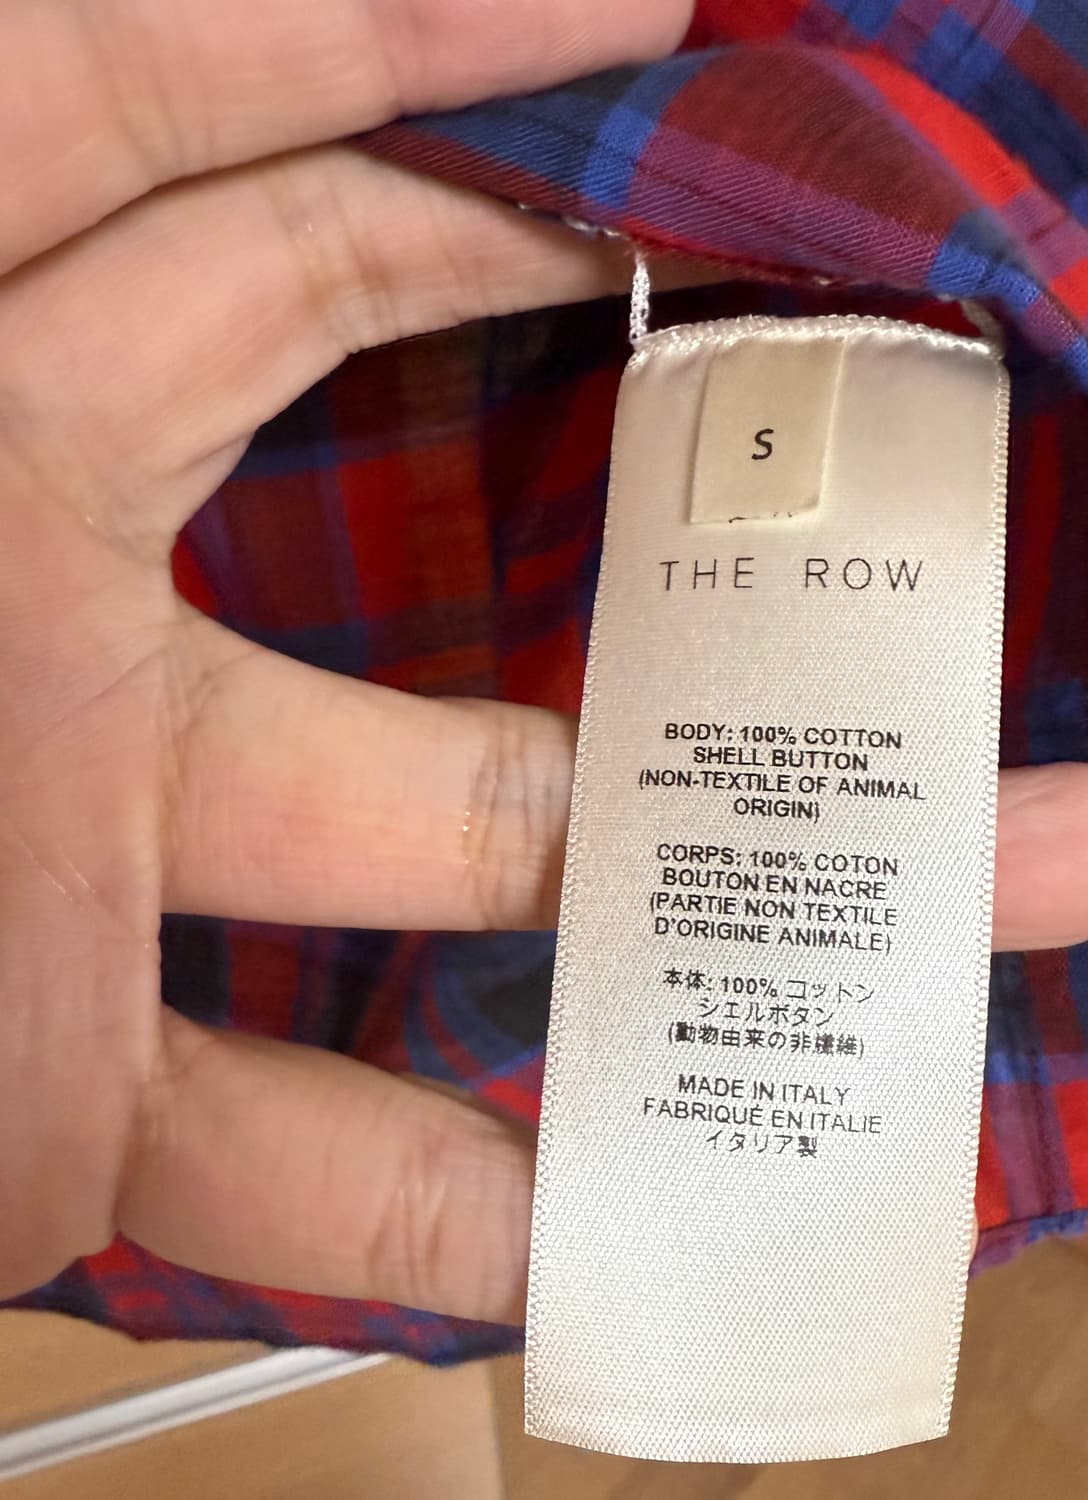 S
THE ROW
BODY: 100% COTTON
SHELL BUTTON
(NON-TEXTILE OF ANIMAL
ORIGIN)
CORPS: 100% COTON
BOUTON EN NACRE
(PARTIE NON TEXTILE
D'ORIGINE ANIMALE)
本体: 100% コットン
シェルボタン
(動物由来の非繊維)
MADE IN ITALY
FABRIQUÉ EN ITALIE
イタリア製